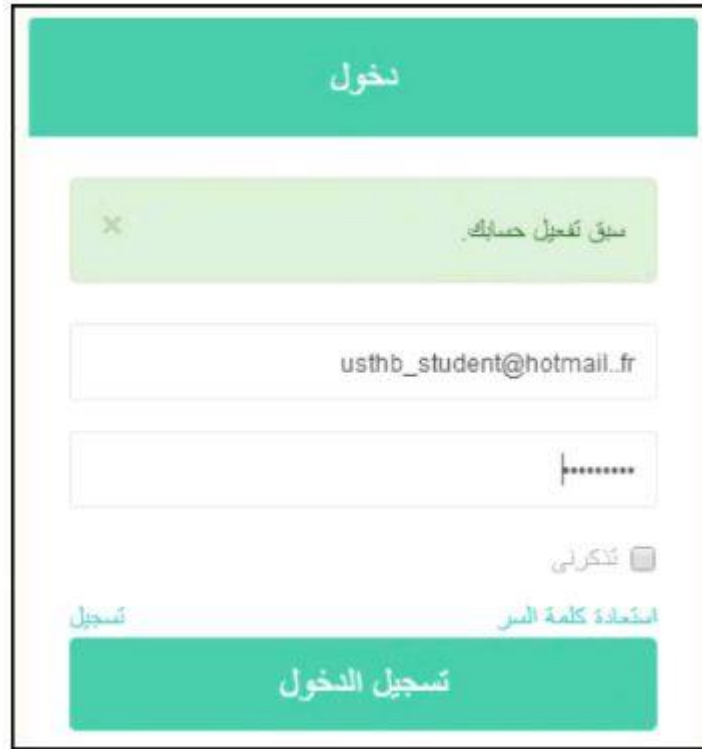 دخول
سبق تفعيل حسابك.
×
usthb_student@hotmail..fr
•••••••••
تذكرني
استعادة كلمة السر
تسجيل
تسجيل الدخول